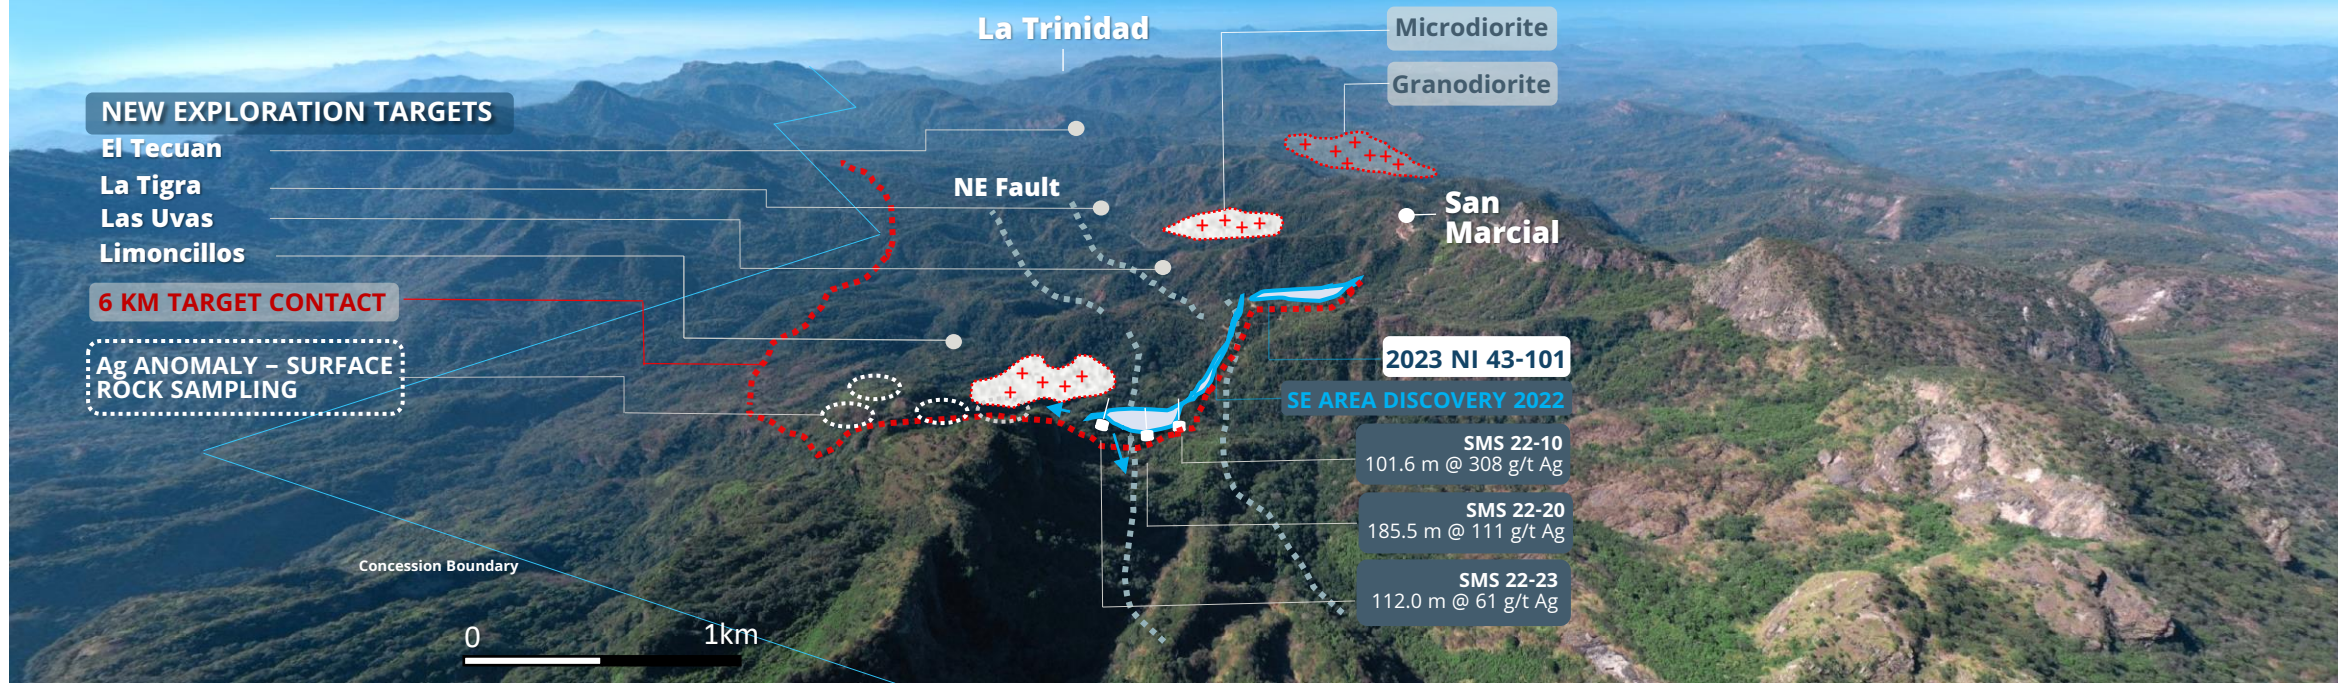 La Trinidad
Microdiorite
Granodiorite
NEW EXPLORATION TARGETS
El Tecuan
La Tigra
Las Uvas
Limoncillos
NE Fault
San
Marcial
6 KM TARGET CONTACT
Ag ANOMALY – SURFACE
ROCK SAMPLING
2023 NI 43-101
SE AREA DISCOVERY 2022
SMS 22-10
101.6 m @ 308 g/t Ag
SMS 22-20
185.5 m @ 111 g/t Ag
SMS 22-23
112.0 m @ 61 g/t Ag
Concession Boundary
0 1km